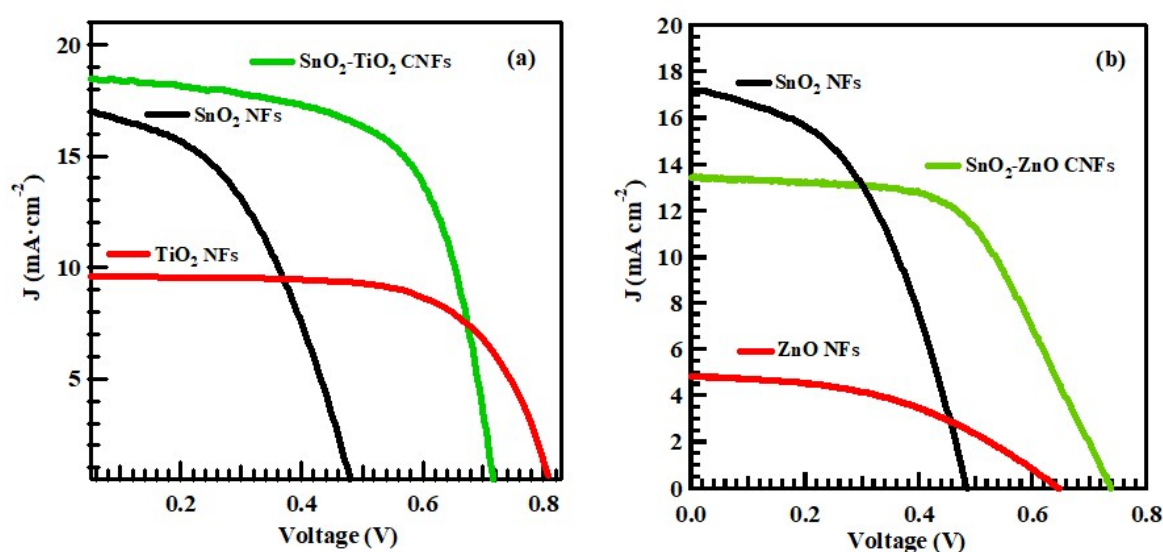 (a)
SnO₂-TiO₂ CNFs
SnO₂ NFs
TiO₂ NFs
J (mA·cm⁻²)
20
15
10
5
0.2
0.4
0.6
0.8
Voltage (V)
(b)
SnO₂ NFs
SnO₂-ZnO CNFs
ZnO NFs
J (mA cm⁻²)
20
18
16
14
12
10
8
6
4
2
0
0.0
0.2
0.4
0.6
0.8
Voltage (V)